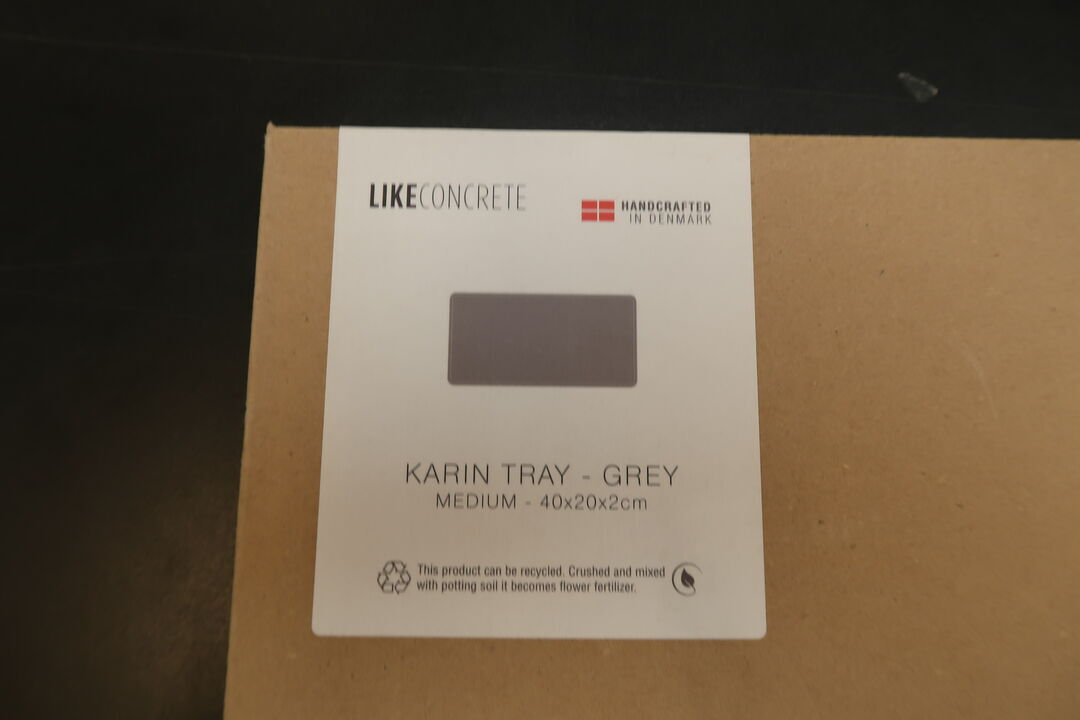 LIKECONCRETE
HANDCRAFTED
IN DENMARK
KARIN TRAY - GREY
MEDIUM - 40x20x2cm
This product can be recycled. Crushed and mixed
with potting soil it becomes flower fertilizer.